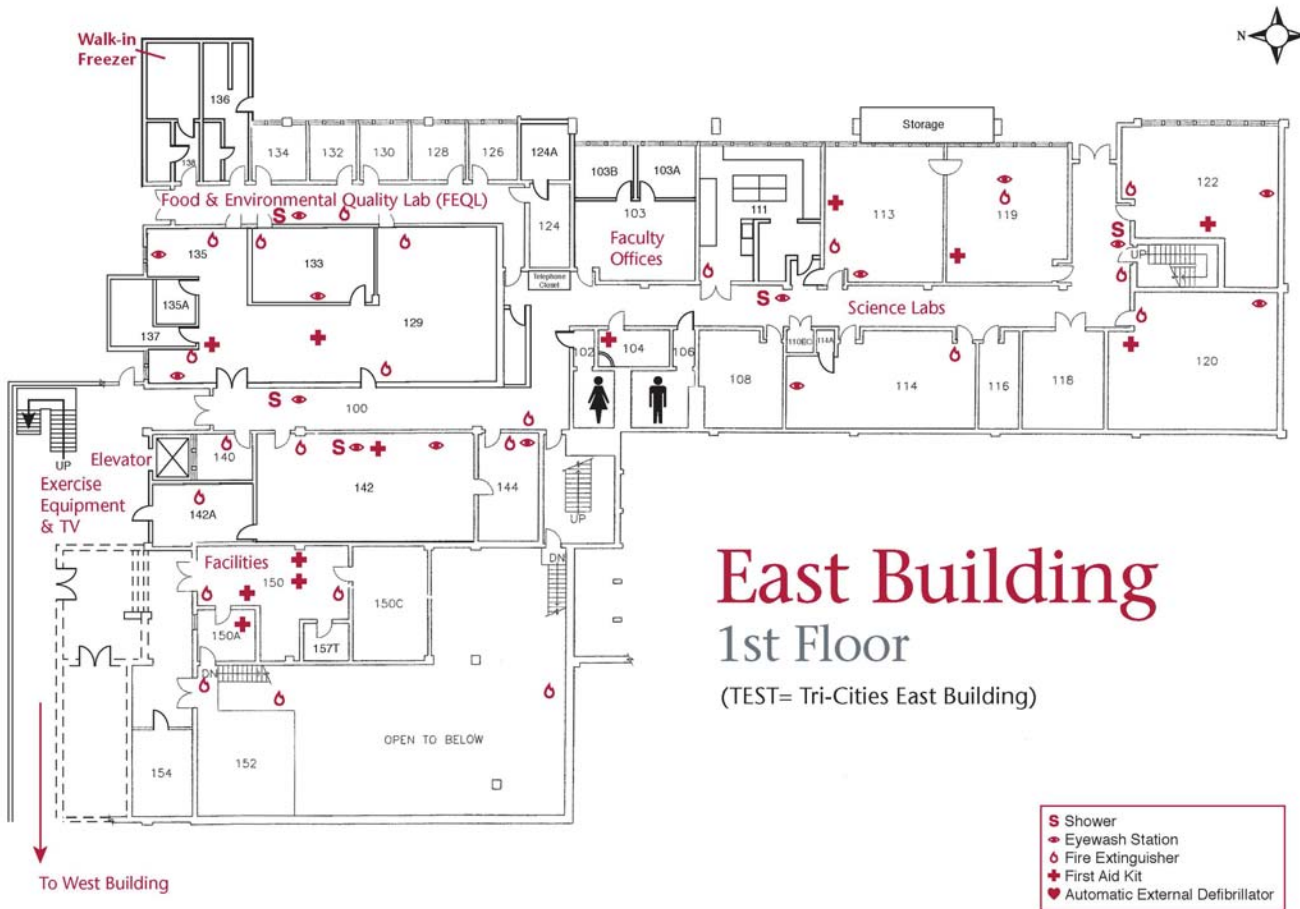 Walk-in
Freezer
N
136
138
134
132
130
128
126
124A
Storage
103B
103A
122
Food & Environmental Quality Lab (FEQL)
S
111
113
119
124
103
Faculty
Offices
135
133
S
UP
Telephone
Closet
135A
137
129
S
Science Labs
102
104
106
110BC
114A
108
114
116
118
120
S
100
UP
Elevator
140
S
Exercise
Equipment
& TV
142
144
142A
UP
DN
Facilities
150
150C
150A
157T
DN
East Building
1st Floor
(TEST= Tri-Cities East Building)
OPEN TO BELOW
152
154
To West Building
S Shower
Eyewash Station
Fire Extinguisher
First Aid Kit
Automatic External Defibrillator